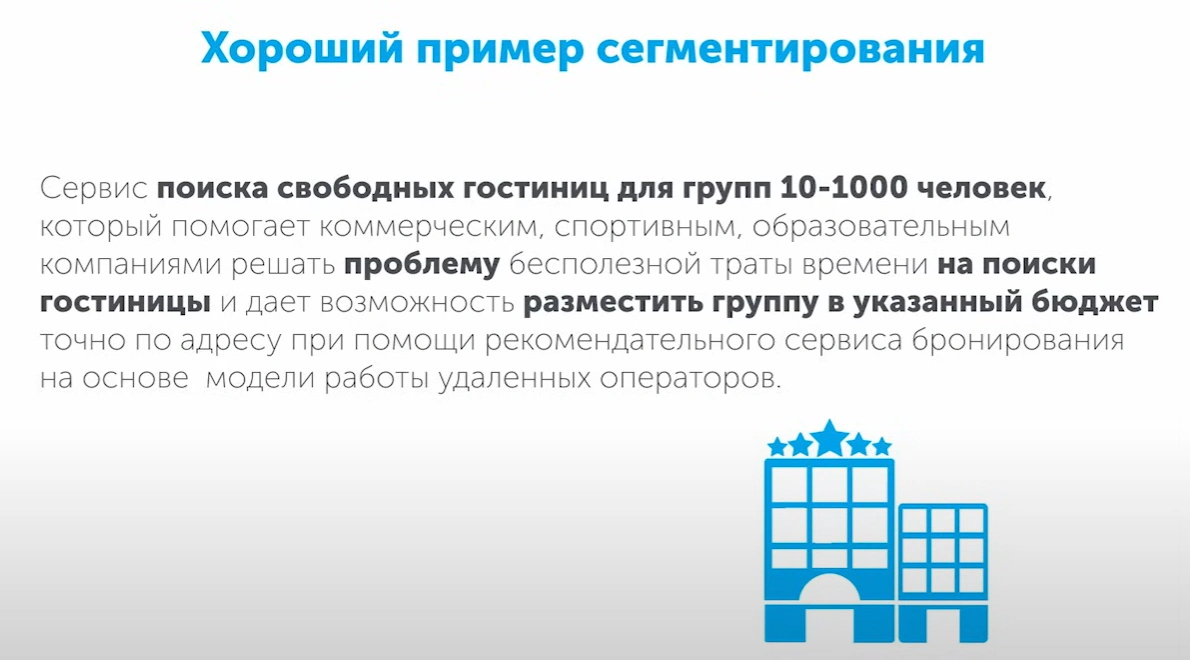 Хороший пример сегментирования
Сервис поиска свободных гостиниц для групп 10-1000 человек,
который помогает коммерческим, спортивным, образовательным
компаниями решать проблему бесполезной траты времени на поиски
гостиницы и дает возможность разместить группу в указанный бюджет
точно по адресу при помощи рекомендательного сервиса бронирования
на основе  модели работы удаленных операторов.